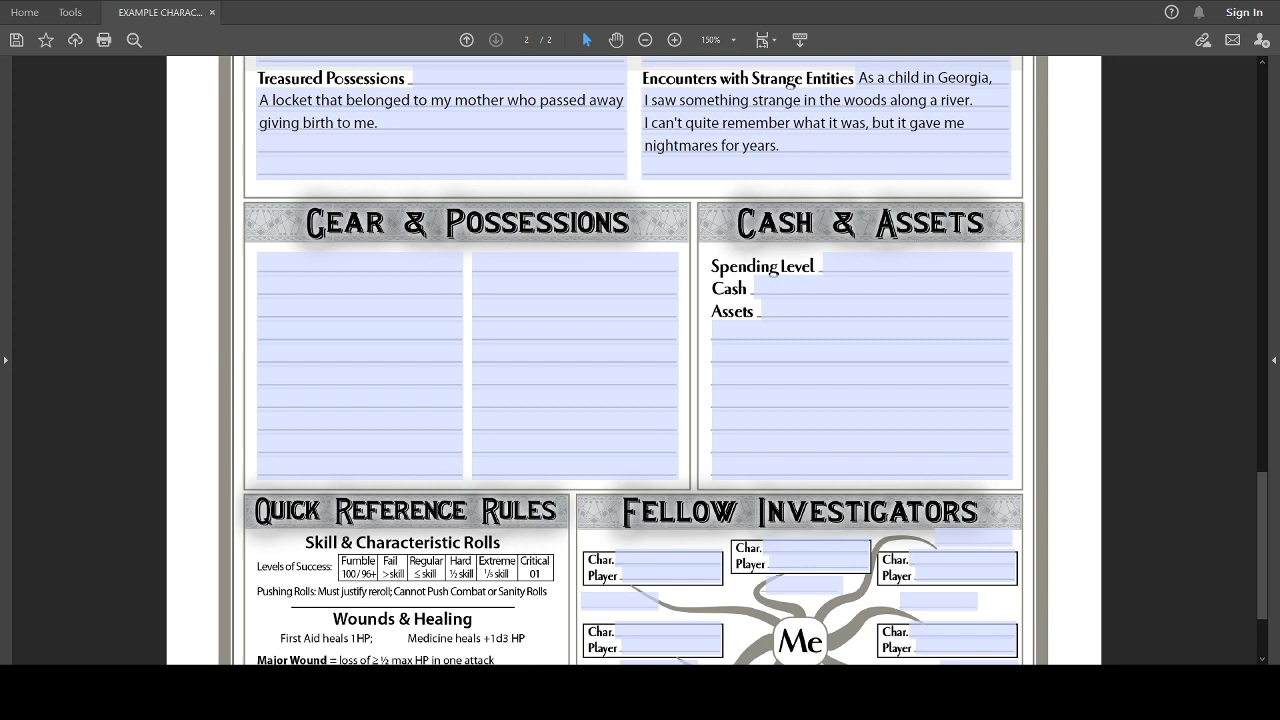 Home Tools EXAMPLE CHARAC... ×
Sign In
2 / 2 150%
Treasured Possessions
A locket that belonged to my mother who passed away
giving birth to me.
Encounters with Strange Entities As a child in Georgia,
I saw something strange in the woods along a river.
I can't quite remember what it was, but it gave me
nightmares for years.
Gear & Possessions
Cash & Assets
Spending Level
Cash
Assets
Quick Reference Rules
Skill & Characteristic Rolls
Levels of Success:
Fumble Fail Regular Hard Extreme Critical
100/96+ >skill ≤ skill ½ skill 1/5 skill 01
Pushing Rolls: Must justify reroll; Cannot Push Combat or Sanity Rolls
Wounds & Healing
First Aid heals 1HP; Medicine heals +1d3 HP
Major Wound = loss of ≥ ½ max HP in one attack
Fellow Investigators
Char.
Player
Char.
Player
Char.
Player
Char.
Player
Me
Char.
Player